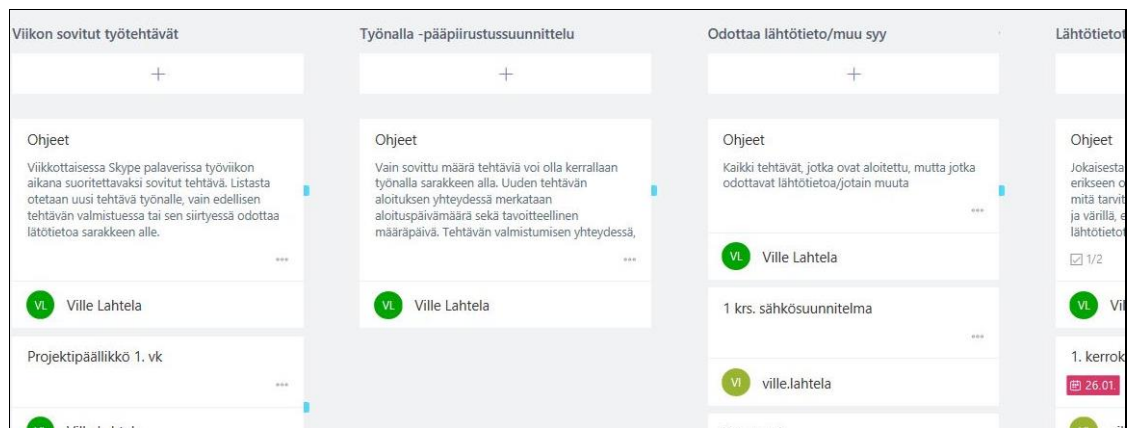 Viikon sovitut työtehtävät
Ohjeet
Viikkottaisessa Skype palaverissa työviikon
aikana suoritettavaksi sovitut tehtävä. Listasta
otetaan uusi tehtävä työnalle, vain edellisen
tehtävän valmistuessa tai sen siirtyessä odottaa
lätötietoa sarakkeen alle.
VL Ville Lahtela
Projektipäällikkö 1. vk
Työnalla -pääpiirustussuunnittelu
Ohjeet
Vain sovittu määrä tehtäviä voi olla kerrallaan
työnalla sarakkeen alla. Uuden tehtävän
aloituksen yhteydessä merkataan
aloituspäivämäärä sekä tavoitteellinen
määräpäivä. Tehtävän valmistumisen yhteydessä,
VL Ville Lahtela
Odottaa lähtötieto/muu syy
Ohjeet
Kaikki tehtävät, jotka ovat aloitettu, mutta jotka
odottavat lähtötietoa/jotain muuta
VL Ville Lahtela
1 krs. sähkösuunnitelma
VI ville.lahtela
Lähtötietot
Ohjeet
Jokaisesta
erikseen o
mitä tarvit
ja värillä, e
lähtötietot
1/2
VL Vil
1. kerrok
26.01.